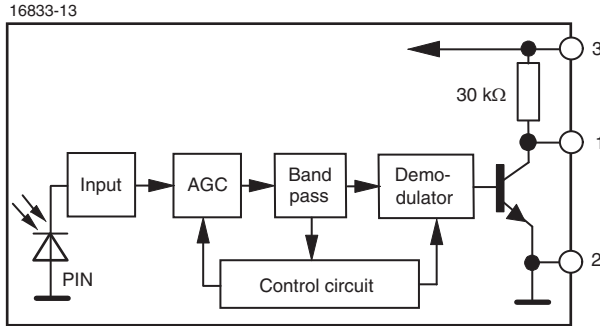 16833-13
3
30 kΩ
1
Input
AGC
Band
pass
Demo-
dulator
PIN
Control circuit
2